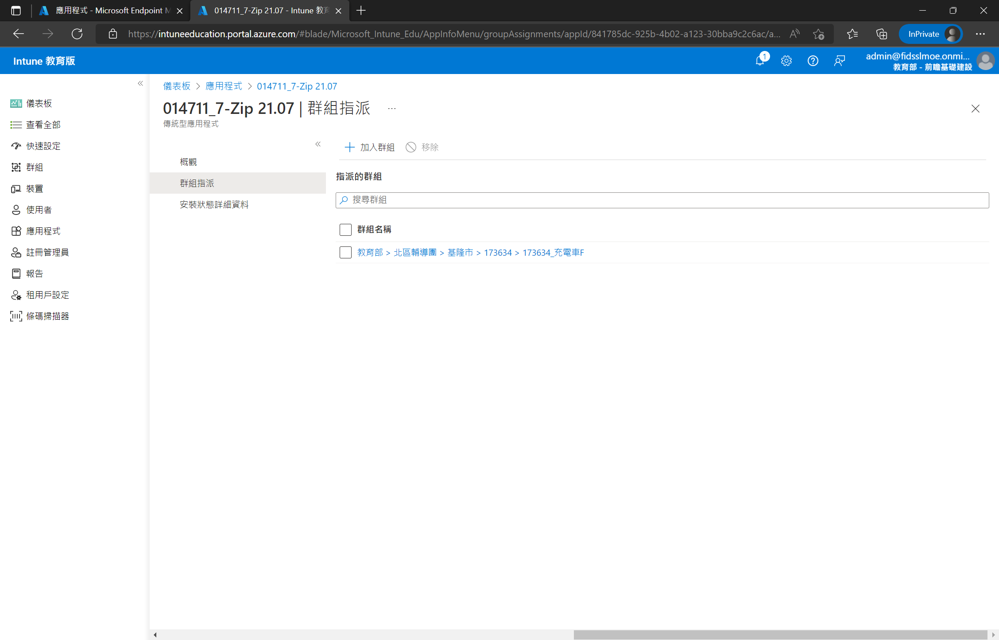 應用程式 - Microsoft Endpoint M
014711_7-Zip 21.07 - Intune 教育
https://intuneeducation.portal.azure.com/#blade/Microsoft_Intune_Edu/AppInfoMenu/groupAssignments/appId/841785dc-925b-4b02-a123-30bba9c2c6ac/a...
InPrivate
Intune 教育版
1
admin@fidsslmoe.onmi...
教育部 - 前瞻基礎建設
儀表板
查看全部
快速設定
群組
裝置
使用者
應用程式
註冊管理員
報告
租用戶設定
條碼掃描器
儀表板 > 應用程式 > 014711_7-Zip 21.07
014711_7-Zip 21.07 | 群組指派 ...
傳統型應用程式
概觀
群組指派
安裝狀態詳細資料
加入群組 移除
指派的群組
搜尋群組
群組名稱
教育部 > 北區輔導團 > 基隆市 > 173634 > 173634_充電車F